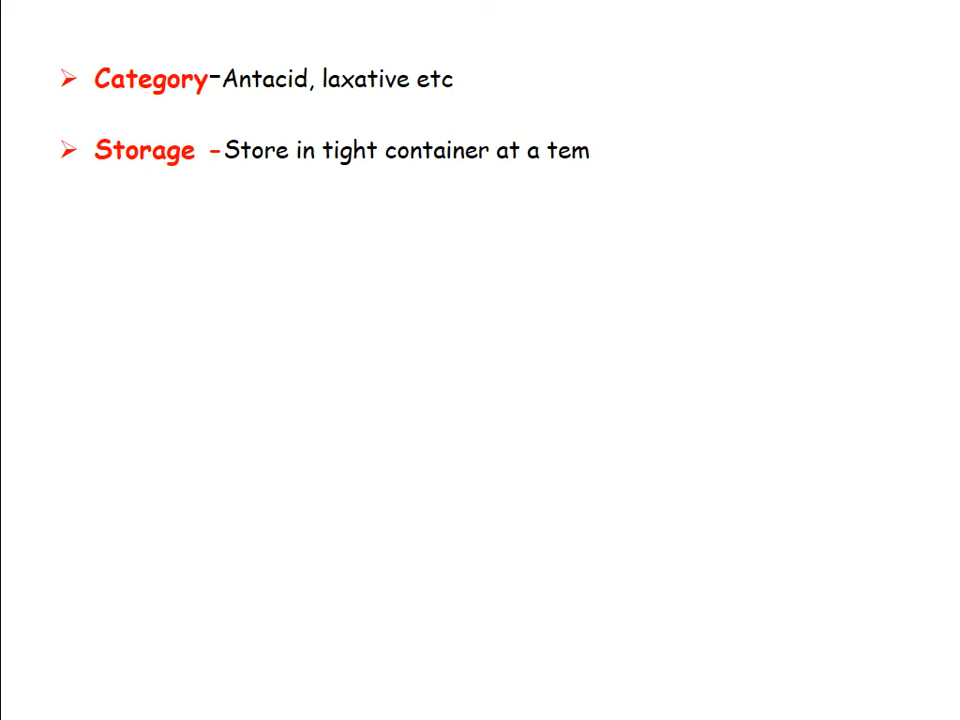 ➢ Category-Antacid, laxative etc
➢ Storage -Store in tight container at a tem